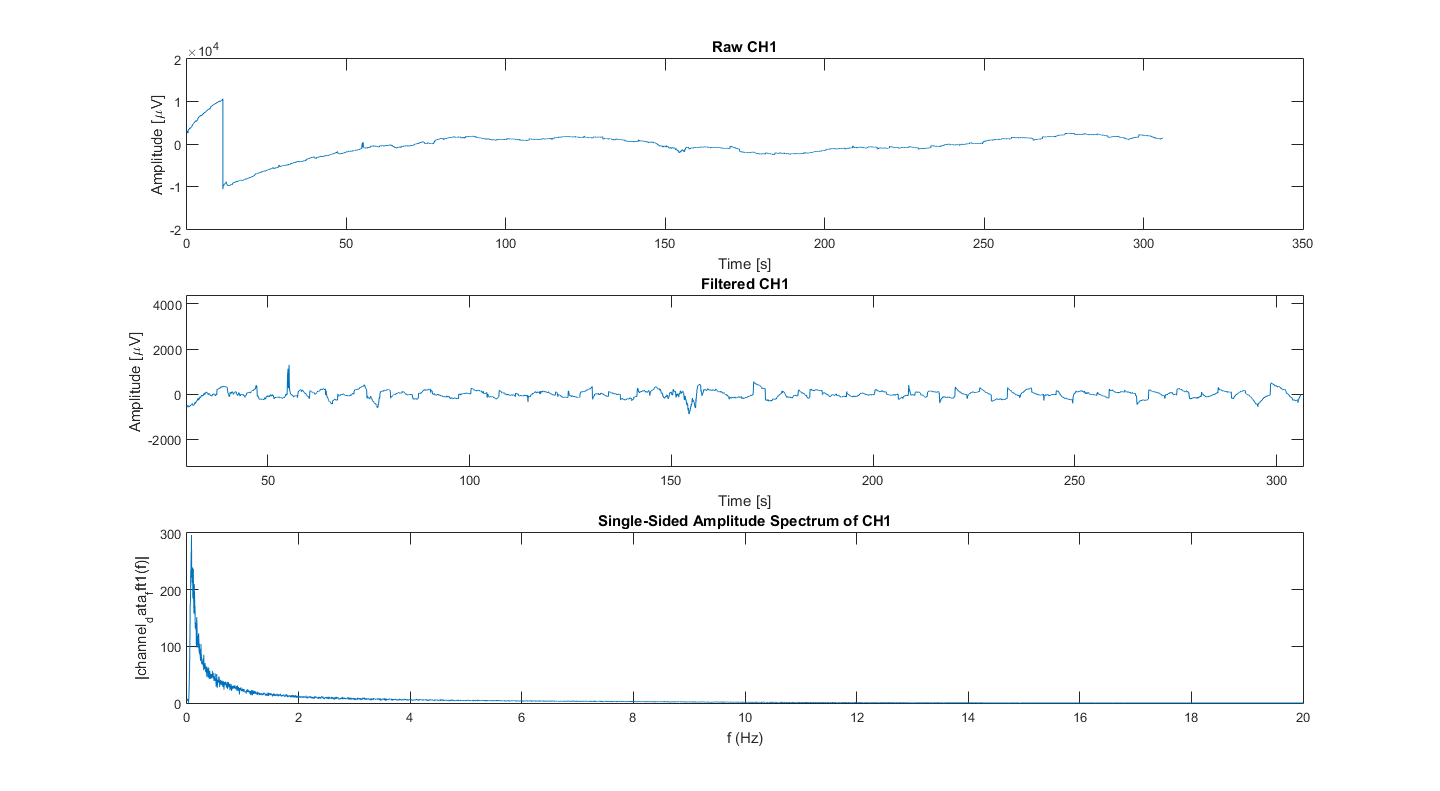 Raw CH1
×10^4
2
1
0
-1
-2
Amplitude [μV]
0 50 100 150 200 250 300 350
Time [s]
Filtered CH1
4000
2000
0
-2000
Amplitude [μV]
50 100 150 200 250 300
Time [s]
Single-Sided Amplitude Spectrum of CH1
300
200
100
0
|channel_data_fft1(f)|
0 2 4 6 8 10 12 14 16 18 20
f (Hz)